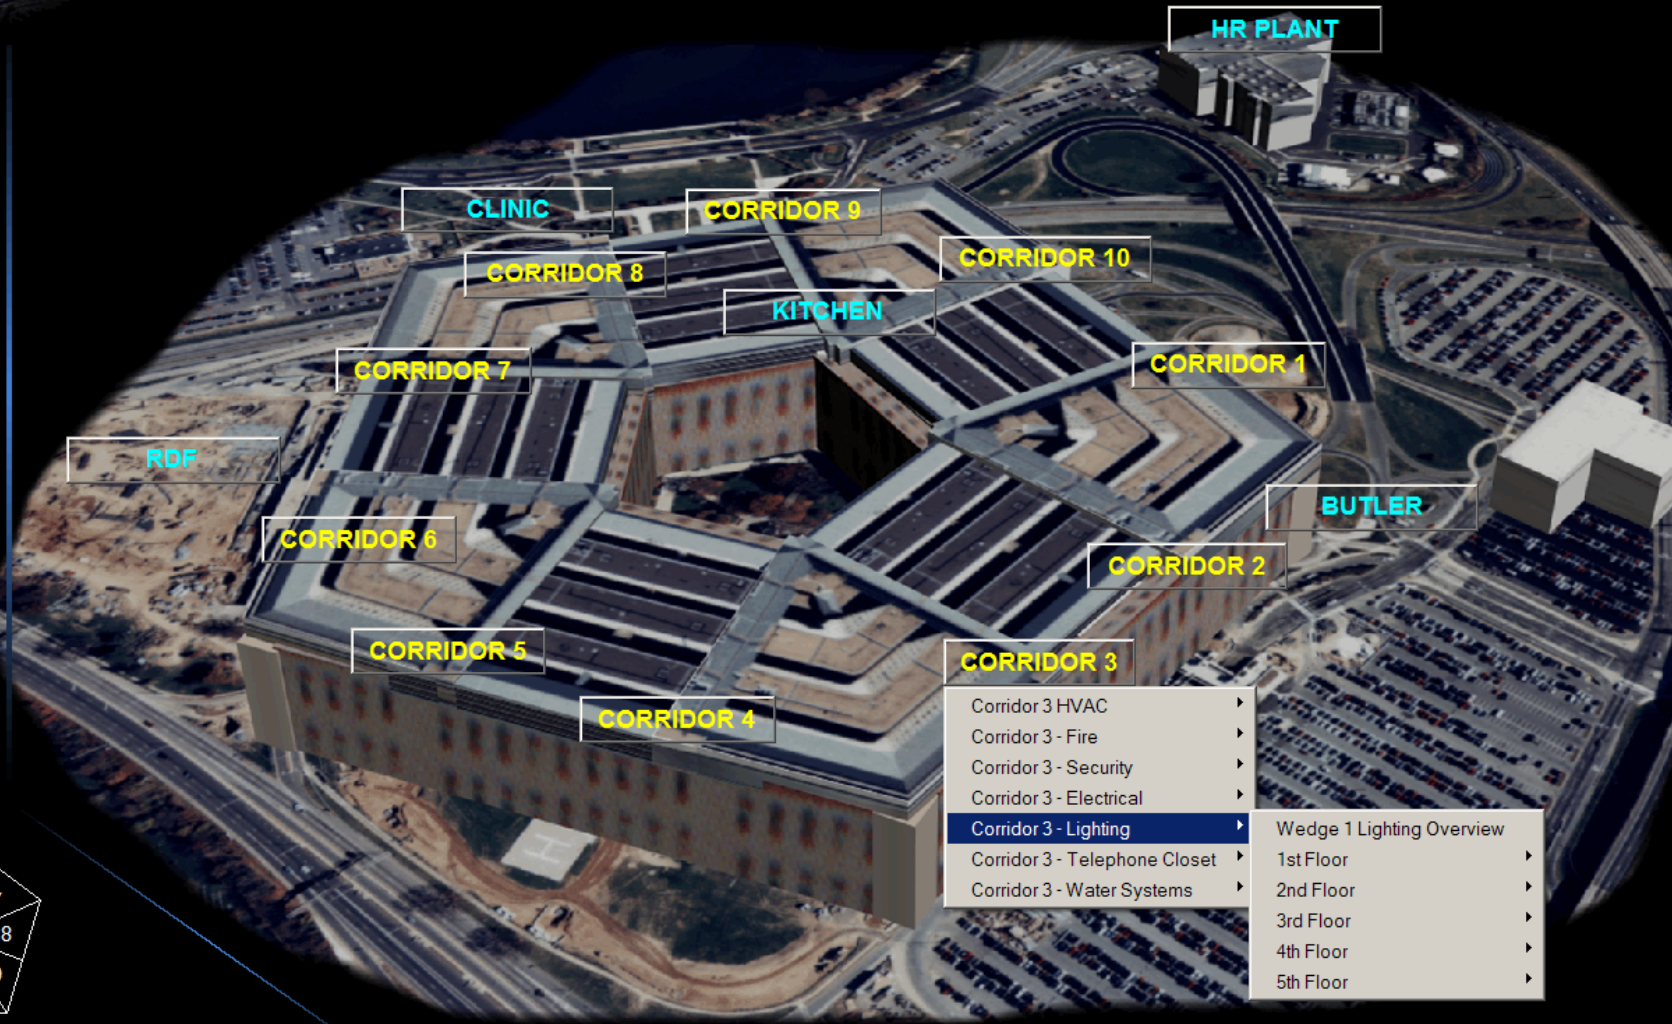 HR PLANT
CLINIC
CORRIDOR 9
CORRIDOR 10
CORRIDOR 8
KITCHEN
CORRIDOR 7
CORRIDOR 1
RDF
BUTLER
CORRIDOR 6
CORRIDOR 2
CORRIDOR 5
CORRIDOR 3
CORRIDOR 4
Corridor 3 HVAC
Corridor 3 - Fire
Corridor 3 - Security
Corridor 3 - Electrical
Corridor 3 - Lighting
Corridor 3 - Telephone Closet
Corridor 3 - Water Systems
Wedge 1 Lighting Overview
1st Floor
2nd Floor
3rd Floor
4th Floor
5th Floor
H
8